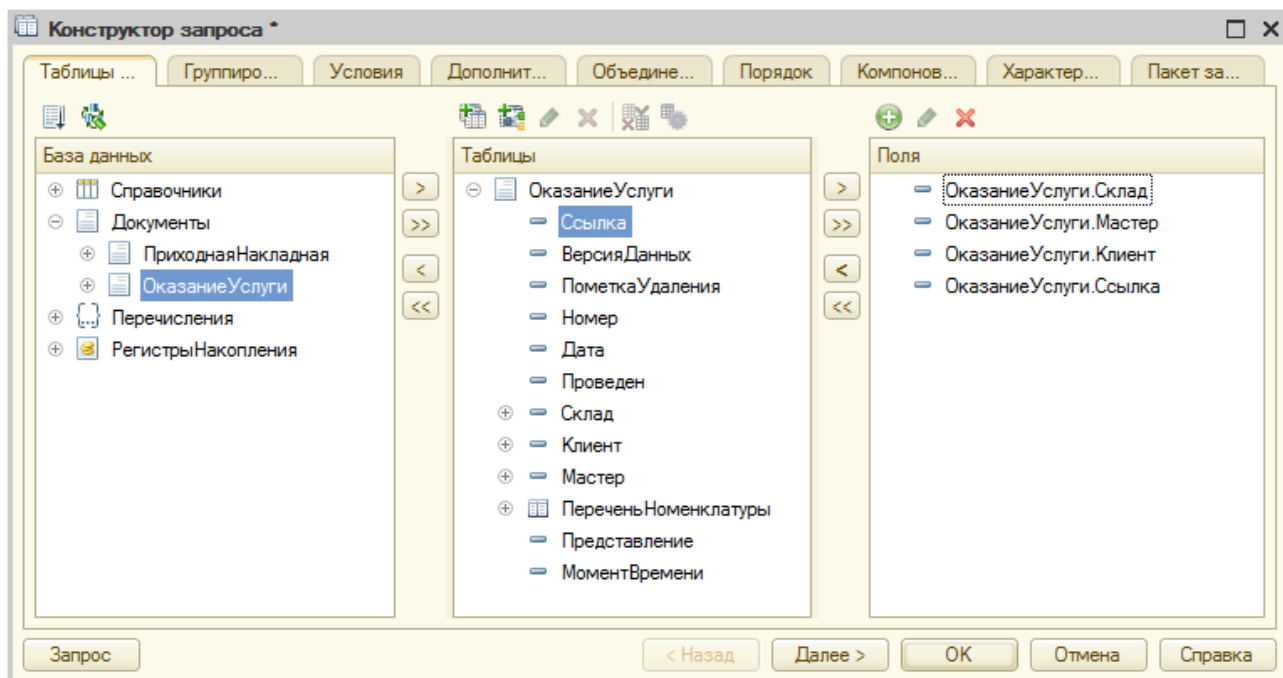 Конструктор запроса *
Таблицы ... Группиро... Условия Дополнит... Объедине... Порядок Компонов... Характер... Пакет за...
База данных
Справочники
Документы
ПриходнаяНакладная
ОказаниеУслуги
Перечисления
РегистрыНакопления
>
>>
<
<<
Таблицы
ОказаниеУслуги
Ссылка
ВерсияДанных
ПометкаУдаления
Номер
Дата
Проведен
Склад
Клиент
Мастер
ПереченьНоменклатуры
Представление
МоментВремени
>
>>
<
<<
Поля
ОказаниеУслуги.Склад
ОказаниеУслуги.Мастер
ОказаниеУслуги.Клиент
ОказаниеУслуги.Ссылка
Запрос < Назад Далее > ОК Отмена Справка